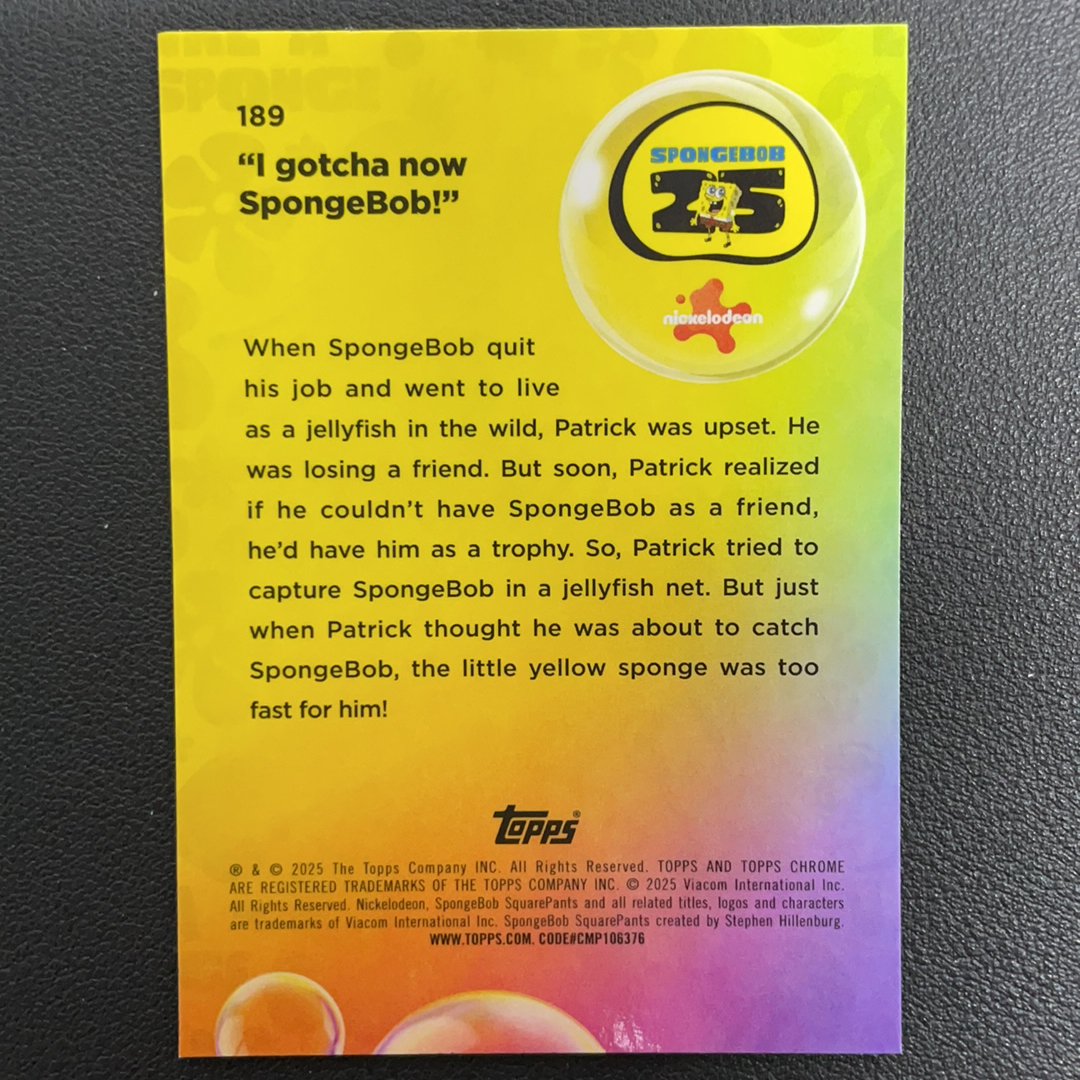 LIKE A
SPONGE
189
“I gotcha now
SpongeBob!”
SPONGEBOB
25
nickelodeon
When SpongeBob quit
his job and went to live
as a jellyfish in the wild, Patrick was upset. He
was losing a friend. But soon, Patrick realized
if he couldn’t have SpongeBob as a friend,
he’d have him as a trophy. So, Patrick tried to
capture SpongeBob in a jellyfish net. But just
when Patrick thought he was about to catch
SpongeBob, the little yellow sponge was too
fast for him!
TOPPS®
® & © 2025 The Topps Company INC. All Rights Reserved. TOPPS AND TOPPS CHROME
ARE REGISTERED TRADEMARKS OF THE TOPPS COMPANY INC. © 2025 Viacom International Inc.
All Rights Reserved. Nickelodeon, SpongeBob SquarePants and all related titles, logos and characters
are trademarks of Viacom International Inc. SpongeBob SquarePants created by Stephen Hillenburg.
WWW.TOPPS.COM. CODE#CMP106376